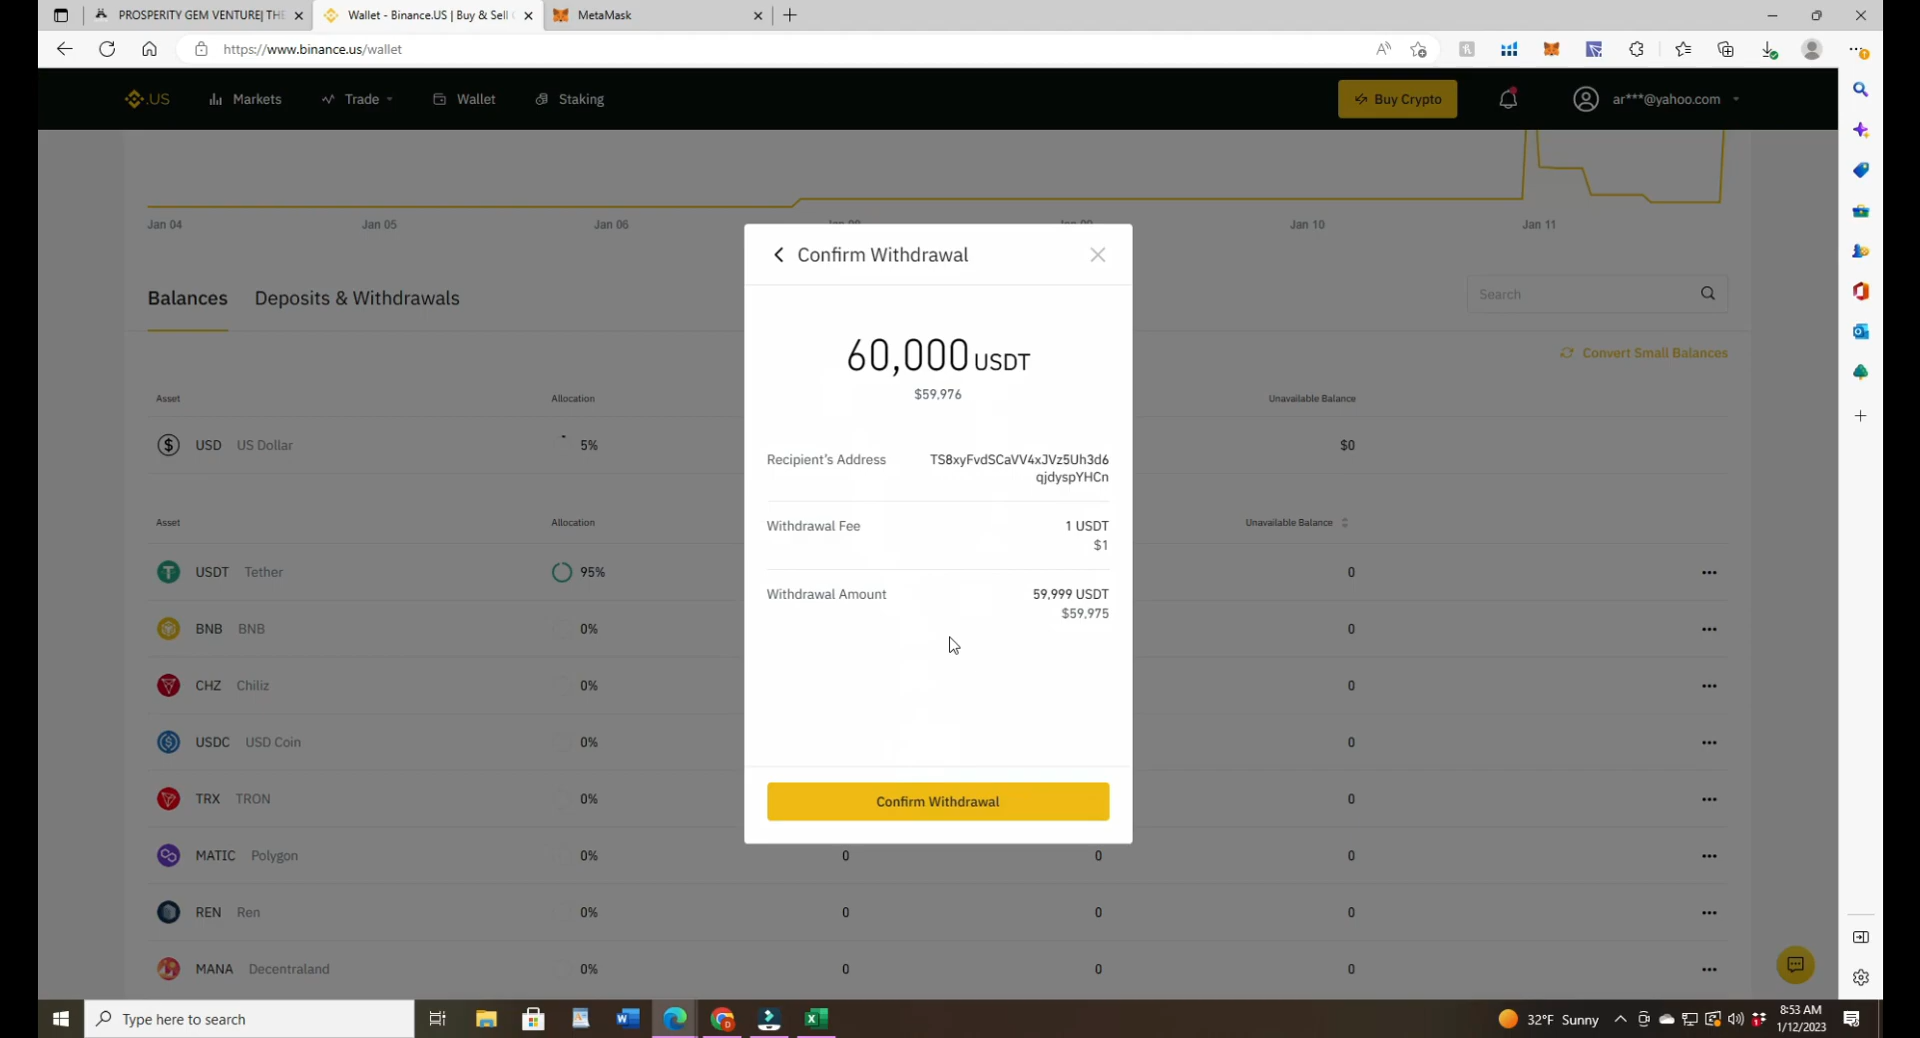 PROSPERITY GEM VENTURE| THE
Wallet - Binance.US | Buy & Sell
MetaMask
https://www.binance.us/wallet
.US
Markets
Trade
Wallet
Staking
Buy Crypto
ar***@yahoo.com
Jan 04
Jan 05
Jan 06
Jan 10
Jan 11
Confirm Withdrawal
Balances
Deposits & Withdrawals
Search
60,000 USDT
$59,976
Convert Small Balances
Asset
Allocation
Unavailable Balance
USD US Dollar
5%
$0
Recipient's Address
TS8xyFvdSCaVV4xJVz5Uh3d6
qjdyspYHCn
Asset
Allocation
Unavailable Balance
Withdrawal Fee
1 USDT
$1
USDT Tether
95%
0
Withdrawal Amount
59,999 USDT
$59,975
BNB BNB
0%
0
CHZ Chiliz
0%
0
USDC USD Coin
0%
0
TRX TRON
0%
0
Confirm Withdrawal
MATIC Polygon
0%
0
0
0
REN Ren
0%
0
0
0
MANA Decentraland
0%
0
0
0
Type here to search
32°F Sunny
8:53 AM
1/12/2023